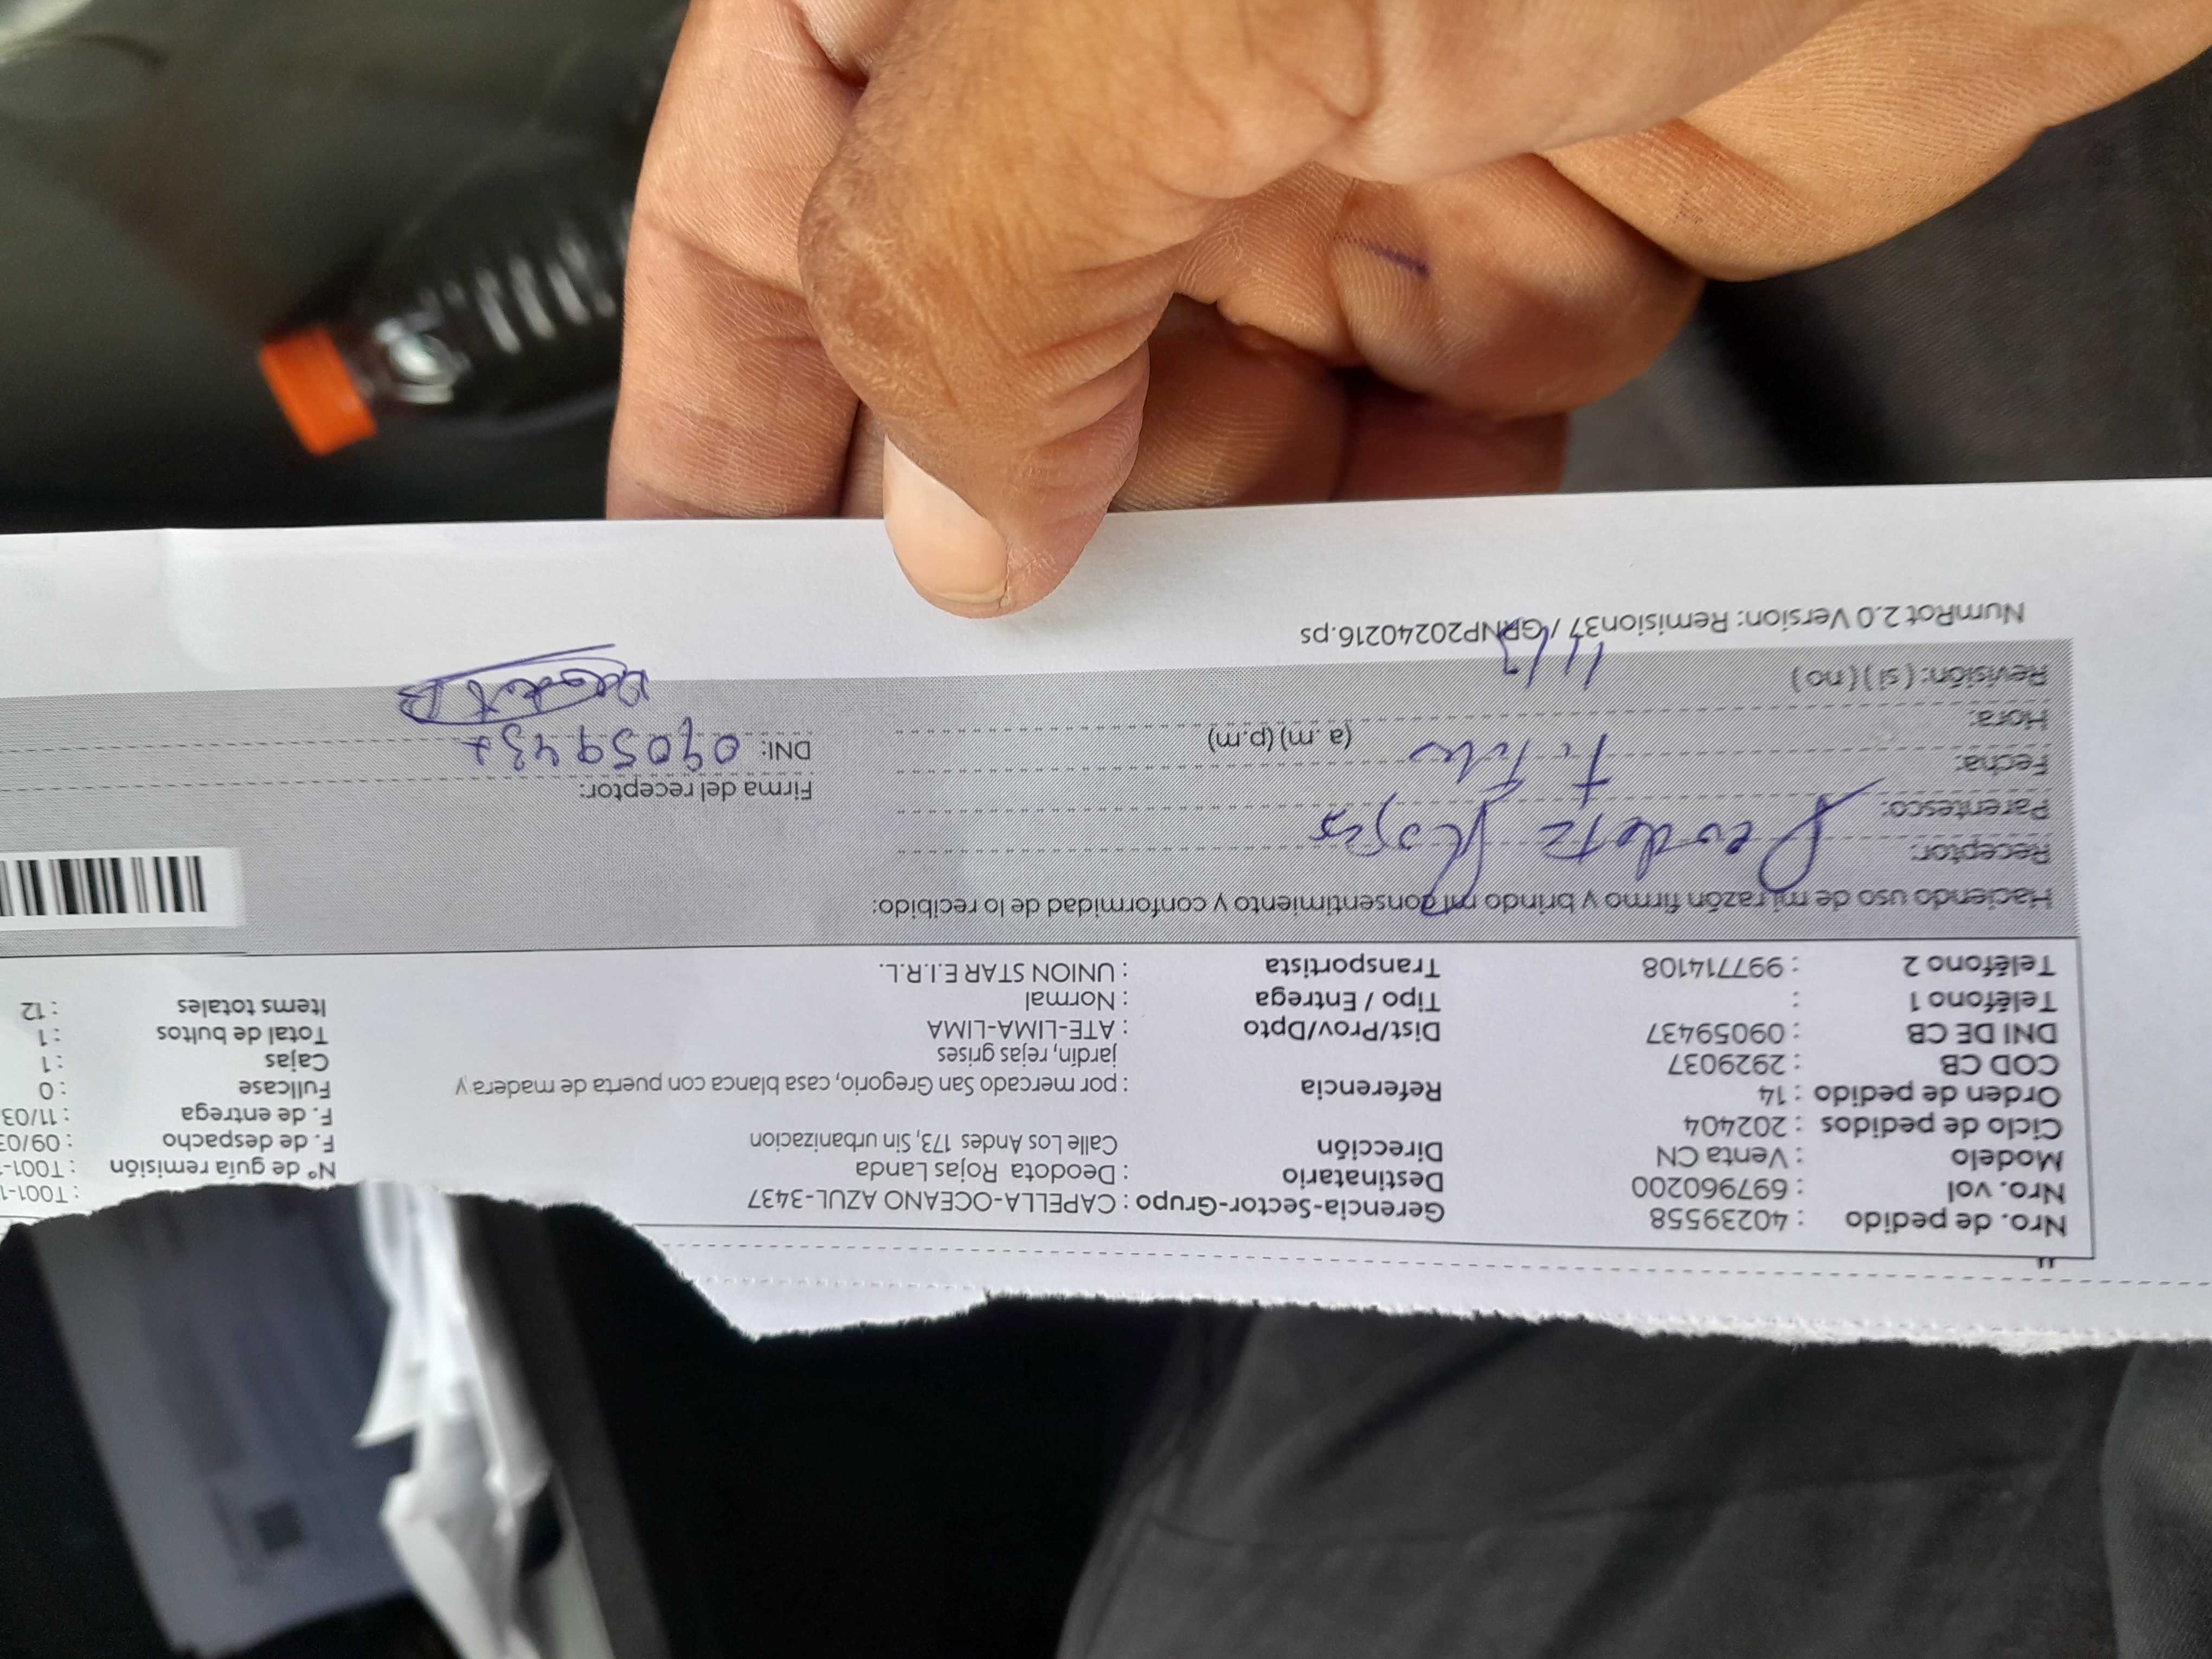 Nro. de pedido : 40239558
Nro. vol : 697960200
Modelo : Venta CN
Ciclo de pedidos : 202404
Orden de pedido : 14
COD CB : 2929037
DNI DE CB : 09059437
Teléfono 1 :
Teléfono 2 : 997714108
Gerencia-Sector-Grupo : CAPELLA-OCEANO AZUL-3437
Destinatario : Deodota Rojas Landa
Dirección Calle Los Andes 173, Sin urbanizacion
Referencia : por mercado San Gregorio, casa blanca con puerta de madera y
jardín, rejas grises
Dist/Prov/Dpto : ATE-LIMA-LIMA
Tipo / Entrega : Normal
Transportista : UNION STAR E.I.R.L.
: T001-1
N° de guía remisión : T001-
F. de despacho : 09/03
F. de entrega : 11/03
Fullcase : 0
Cajas : 1
Total de bultos : 1
Items totales : 12
Haciendo uso de mi razón firmo y brindo mi consentimiento y conformidad de lo recibido:
Receptor: Rojas
Parentesco:
Fecha:
Hora: (a.m) (p.m)
Revisión: ( si ) ( no ) 11/3
Firma del receptor:
DNI: 09059437
NumRot 2.0 Version: Remision37 / GRNP20240216.ps